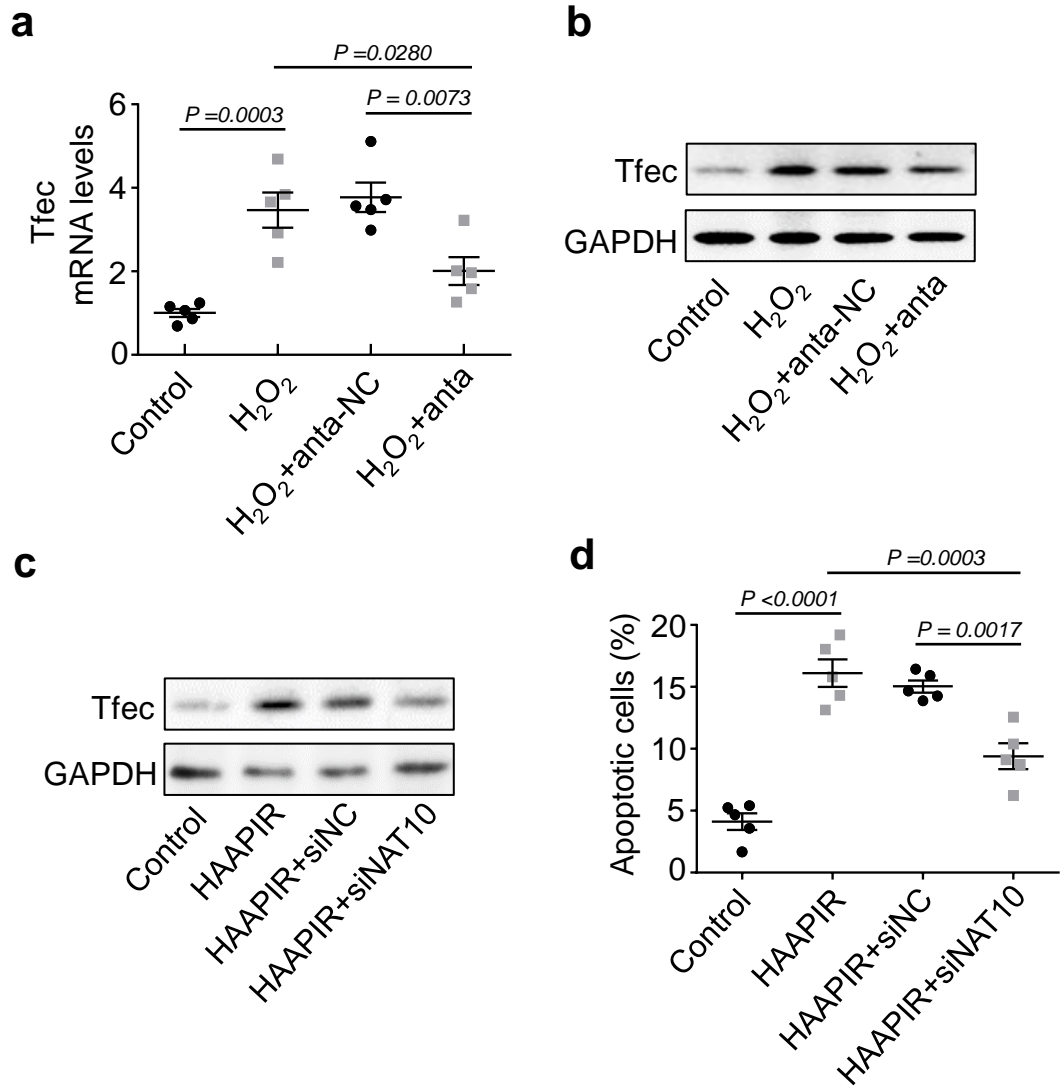 a
P =0.0280
P =0.0003
P = 0.0073
Tfec
mRNA levels
6
4
2
0
Control
H₂O₂
H₂O₂+anta-NC
H₂O₂+anta
b
Tfec
GAPDH
Control
H₂O₂
H₂O₂+anta-NC
H₂O₂+anta
c
Tfec
GAPDH
Control
HAAPIR
HAAPIR+siNC
HAAPIR+siNAT10
d
P =0.0003
P <0.0001
P = 0.0017
Apoptotic cells (%)
20
15
10
5
0
Control
HAAPIR
HAAPIR+siNC
HAAPIR+siNAT10